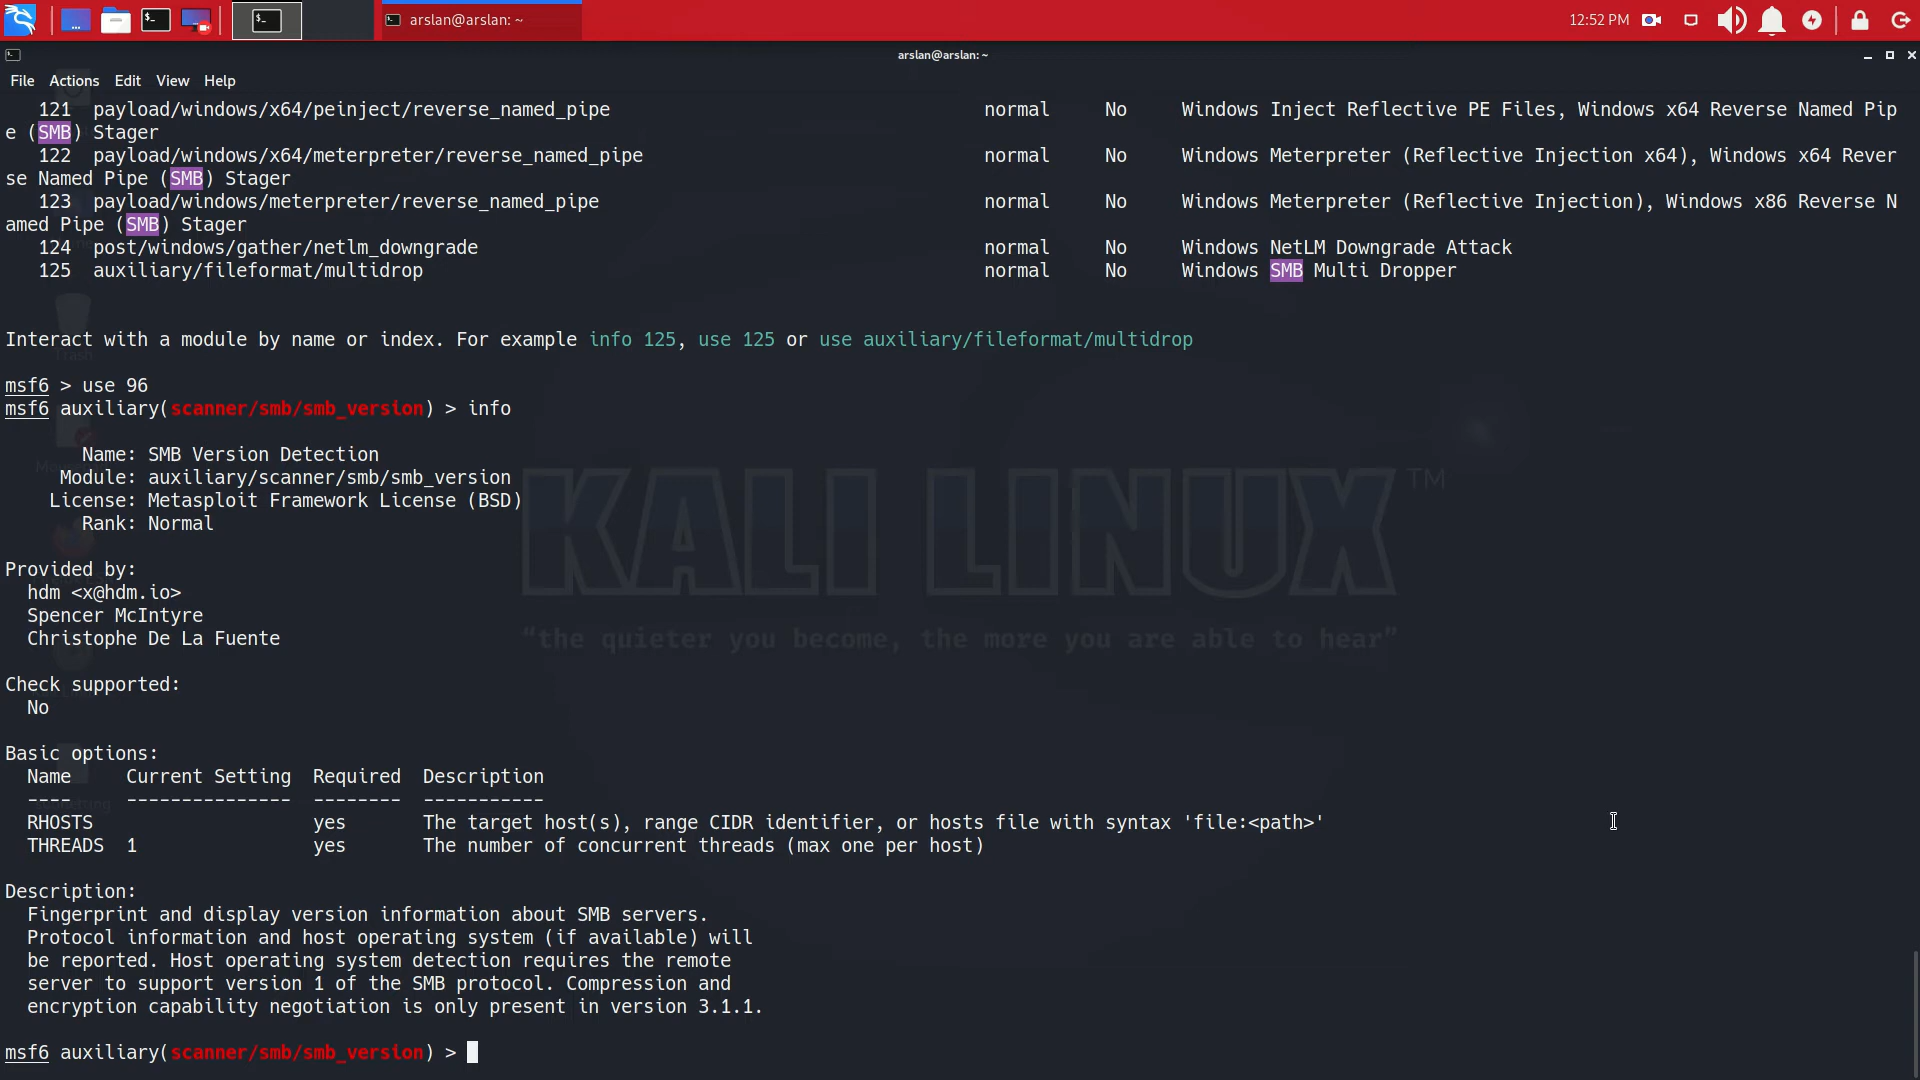 arslan@arslan: ~
12:52 PM
arslan@arslan: ~
File Actions Edit View Help
121 payload/windows/x64/peinject/reverse_named_pipe normal No Windows Inject Reflective PE Files, Windows x64 Reverse Named Pip
e (SMB) Stager
122 payload/windows/x64/meterpreter/reverse_named_pipe normal No Windows Meterpreter (Reflective Injection x64), Windows x64 Rever
se Named Pipe (SMB) Stager
123 payload/windows/meterpreter/reverse_named_pipe normal No Windows Meterpreter (Reflective Injection), Windows x86 Reverse N
amed Pipe (SMB) Stager
124 post/windows/gather/netlm_downgrade normal No Windows NetLM Downgrade Attack
125 auxiliary/fileformat/multidrop normal No Windows SMB Multi Dropper
Interact with a module by name or index. For example info 125, use 125 or use auxiliary/fileformat/multidrop
Trash
msf6 > use 96
msf6 auxiliary(scanner/smb/smb_version) > info
Name: SMB Version Detection
Module: auxiliary/scanner/smb/smb_version
License: Metasploit Framework License (BSD)
Rank: Normal
KALI LINUX TM
"the quieter you become, the more you are able to hear"
Provided by:
hdm <x@hdm.io>
Spencer McIntyre
Christophe De La Fuente
Check supported:
No
Basic options:
Name Current Setting Required Description
---- --------------- -------- -----------
RHOSTS yes The target host(s), range CIDR identifier, or hosts file with syntax 'file:<path>'
THREADS 1 yes The number of concurrent threads (max one per host)
Description:
Fingerprint and display version information about SMB servers.
Protocol information and host operating system (if available) will
be reported. Host operating system detection requires the remote
server to support version 1 of the SMB protocol. Compression and
encryption capability negotiation is only present in version 3.1.1.
msf6 auxiliary(scanner/smb/smb_version) >